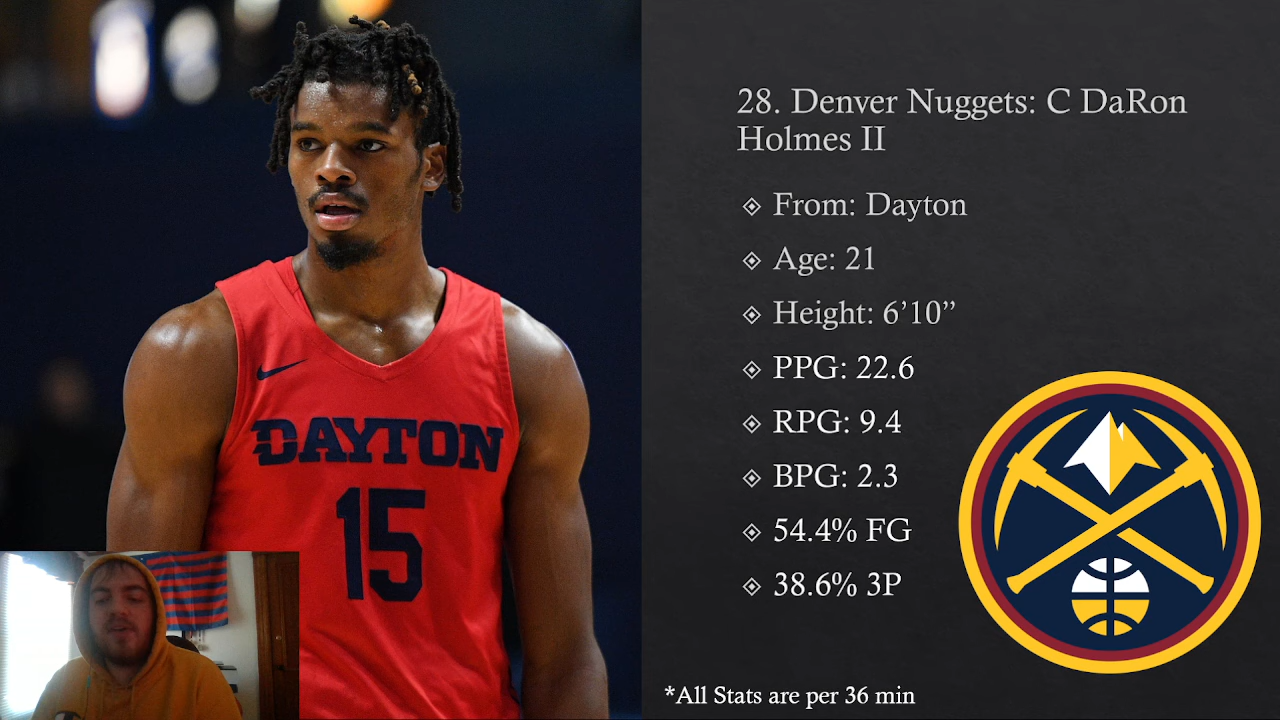 DAYTON
15
28. Denver Nuggets: C DaRon
Holmes II
From: Dayton
Age: 21
Height: 6’10”
PPG: 22.6
RPG: 9.4
BPG: 2.3
54.4% FG
38.6% 3P
*All Stats are per 36 min